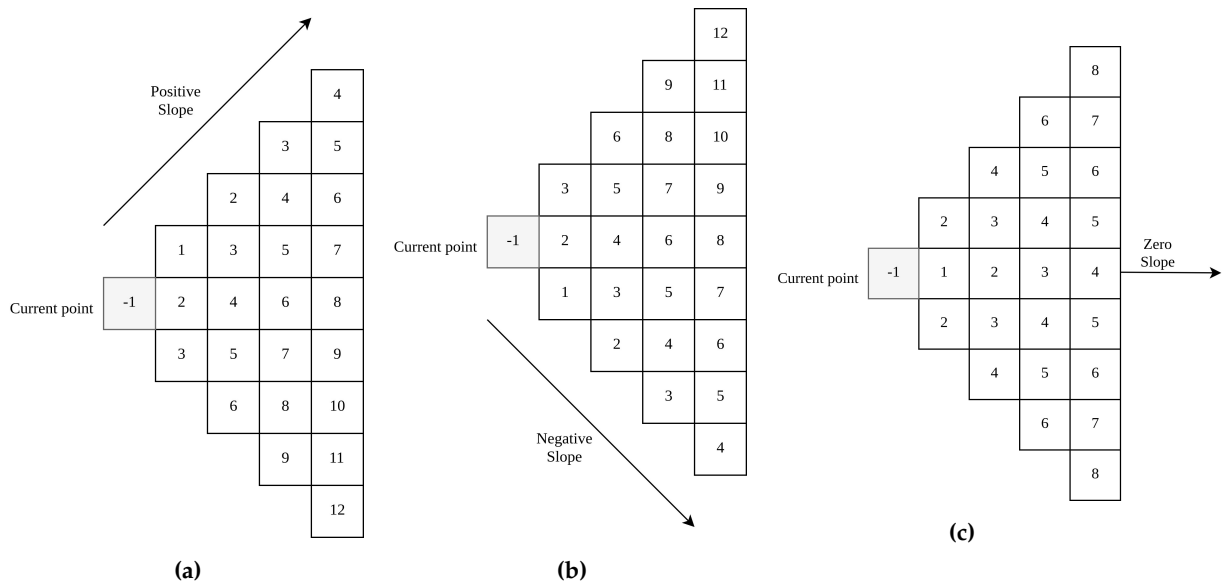 Positive
Slope
4
3 5
2 4 6
1 3 5 7
Current point -1 2 4 6 8
3 5 7 9
6 8 10
9 11
12
(a)
12
9 11
6 8 10
3 5 7 9
Current point -1 2 4 6 8
1 3 5 7
2 4 6
3 5
4
Negative
Slope
(b)
8
6 7
4 5 6
2 3 4 5
Current point -1 1 2 3 4
Zero
Slope
2 3 4 5
4 5 6
6 7
8
(c)